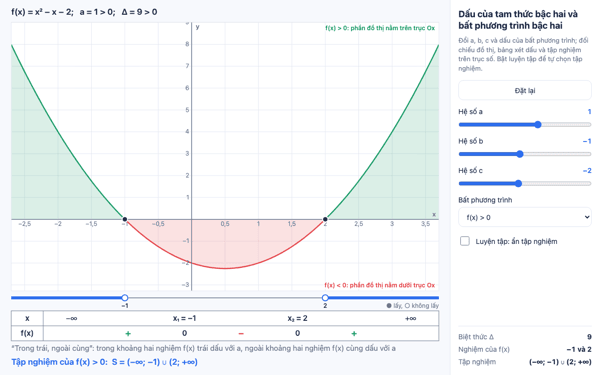 f(x) = x² − x − 2;   a = 1 > 0;   Δ = 9 > 0
y
f(x) > 0: phần đồ thị nằm trên trục Ox
9
8
7
6
5
4
3
2
1
x
−2,5 −2 −1,5 −1 −0,5 0,5 1 1,5 2 2,5 3 3,5
−1
−2
−3
f(x) < 0: phần đồ thị nằm dưới trục Ox
−1 2 lấy, không lấy
x −∞ x₁ = −1 x₂ = 2 +∞
f(x) + 0 − 0 +
"Trong trái, ngoài cùng": trong khoảng hai nghiệm f(x) trái dấu với a, ngoài khoảng hai nghiệm f(x) cùng dấu với a
Tập nghiệm của f(x) > 0:  S = (−∞; −1) ∪ (2; +∞)
Dấu của tam thức bậc hai và
bất phương trình bậc hai
Đổi a, b, c và dấu của bất phương trình; đối
chiếu đồ thị, bảng xét dấu và tập nghiệm
trên trục số. Bật luyện tập để tự chọn tập
nghiệm.
Đặt lại
Hệ số a 1
Hệ số b −1
Hệ số c −2
Bất phương trình
f(x) > 0
Luyện tập: ẩn tập nghiệm
Biệt thức Δ 9
Nghiệm của f(x) −1 và 2
Tập nghiệm (−∞; −1) ∪ (2; +∞)